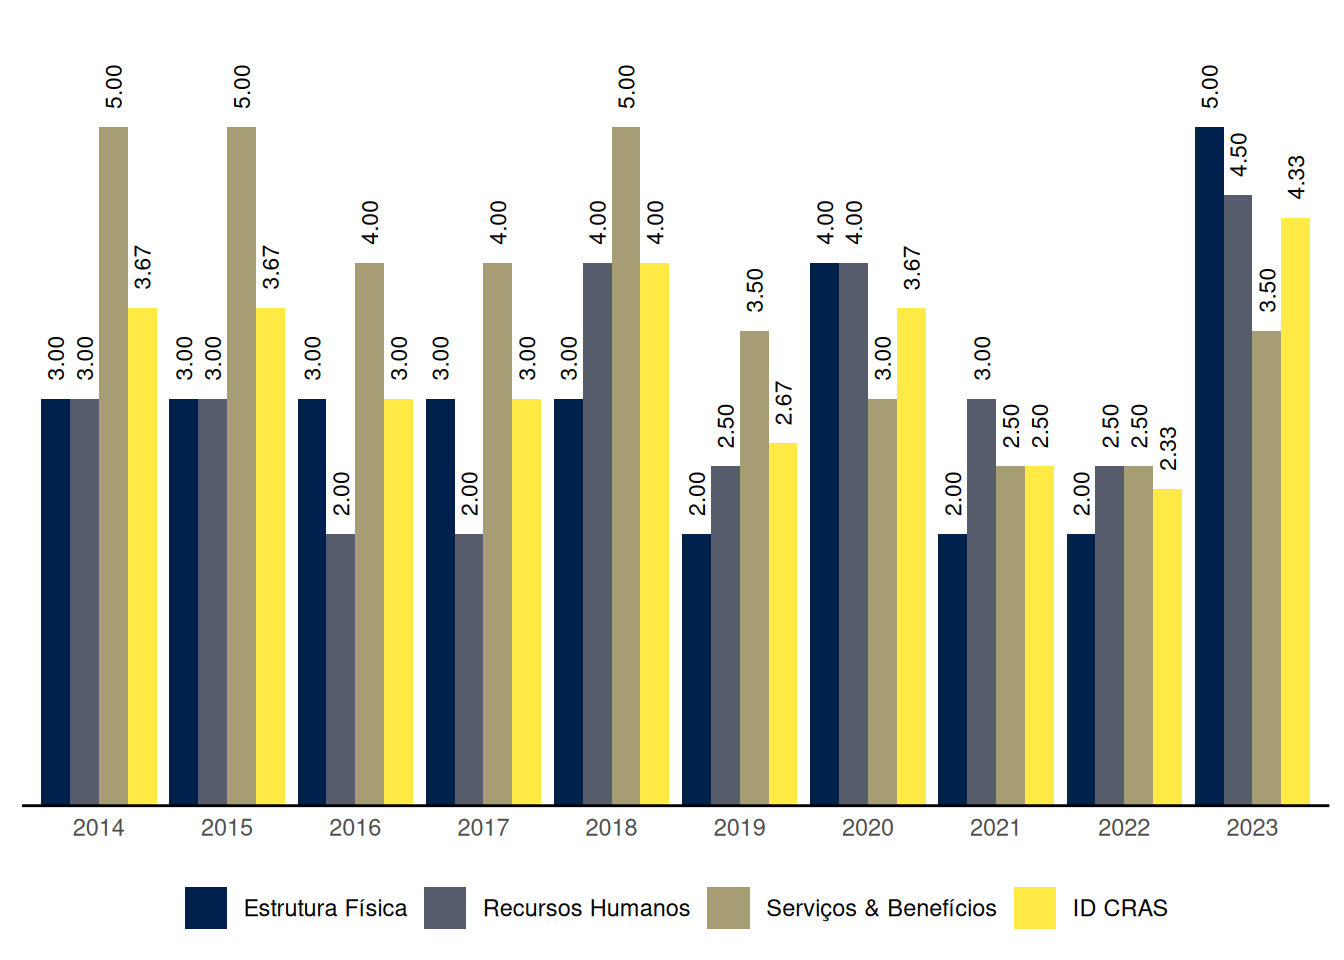 3.00 3.00 5.00 3.67
3.00 3.00 5.00 3.67
3.00 2.00 4.00 3.00
3.00 2.00 4.00 3.00
3.00 4.00 5.00 4.00
2.00 2.50 3.50 2.67
4.00 4.00 3.00 3.67
2.00 3.00 2.50 2.50
2.00 2.50 2.50 2.33
5.00 4.50 3.50 4.33
2014 2015 2016 2017 2018 2019 2020 2021 2022 2023
Estrutura Física Recursos Humanos Serviços & Benefícios ID CRAS